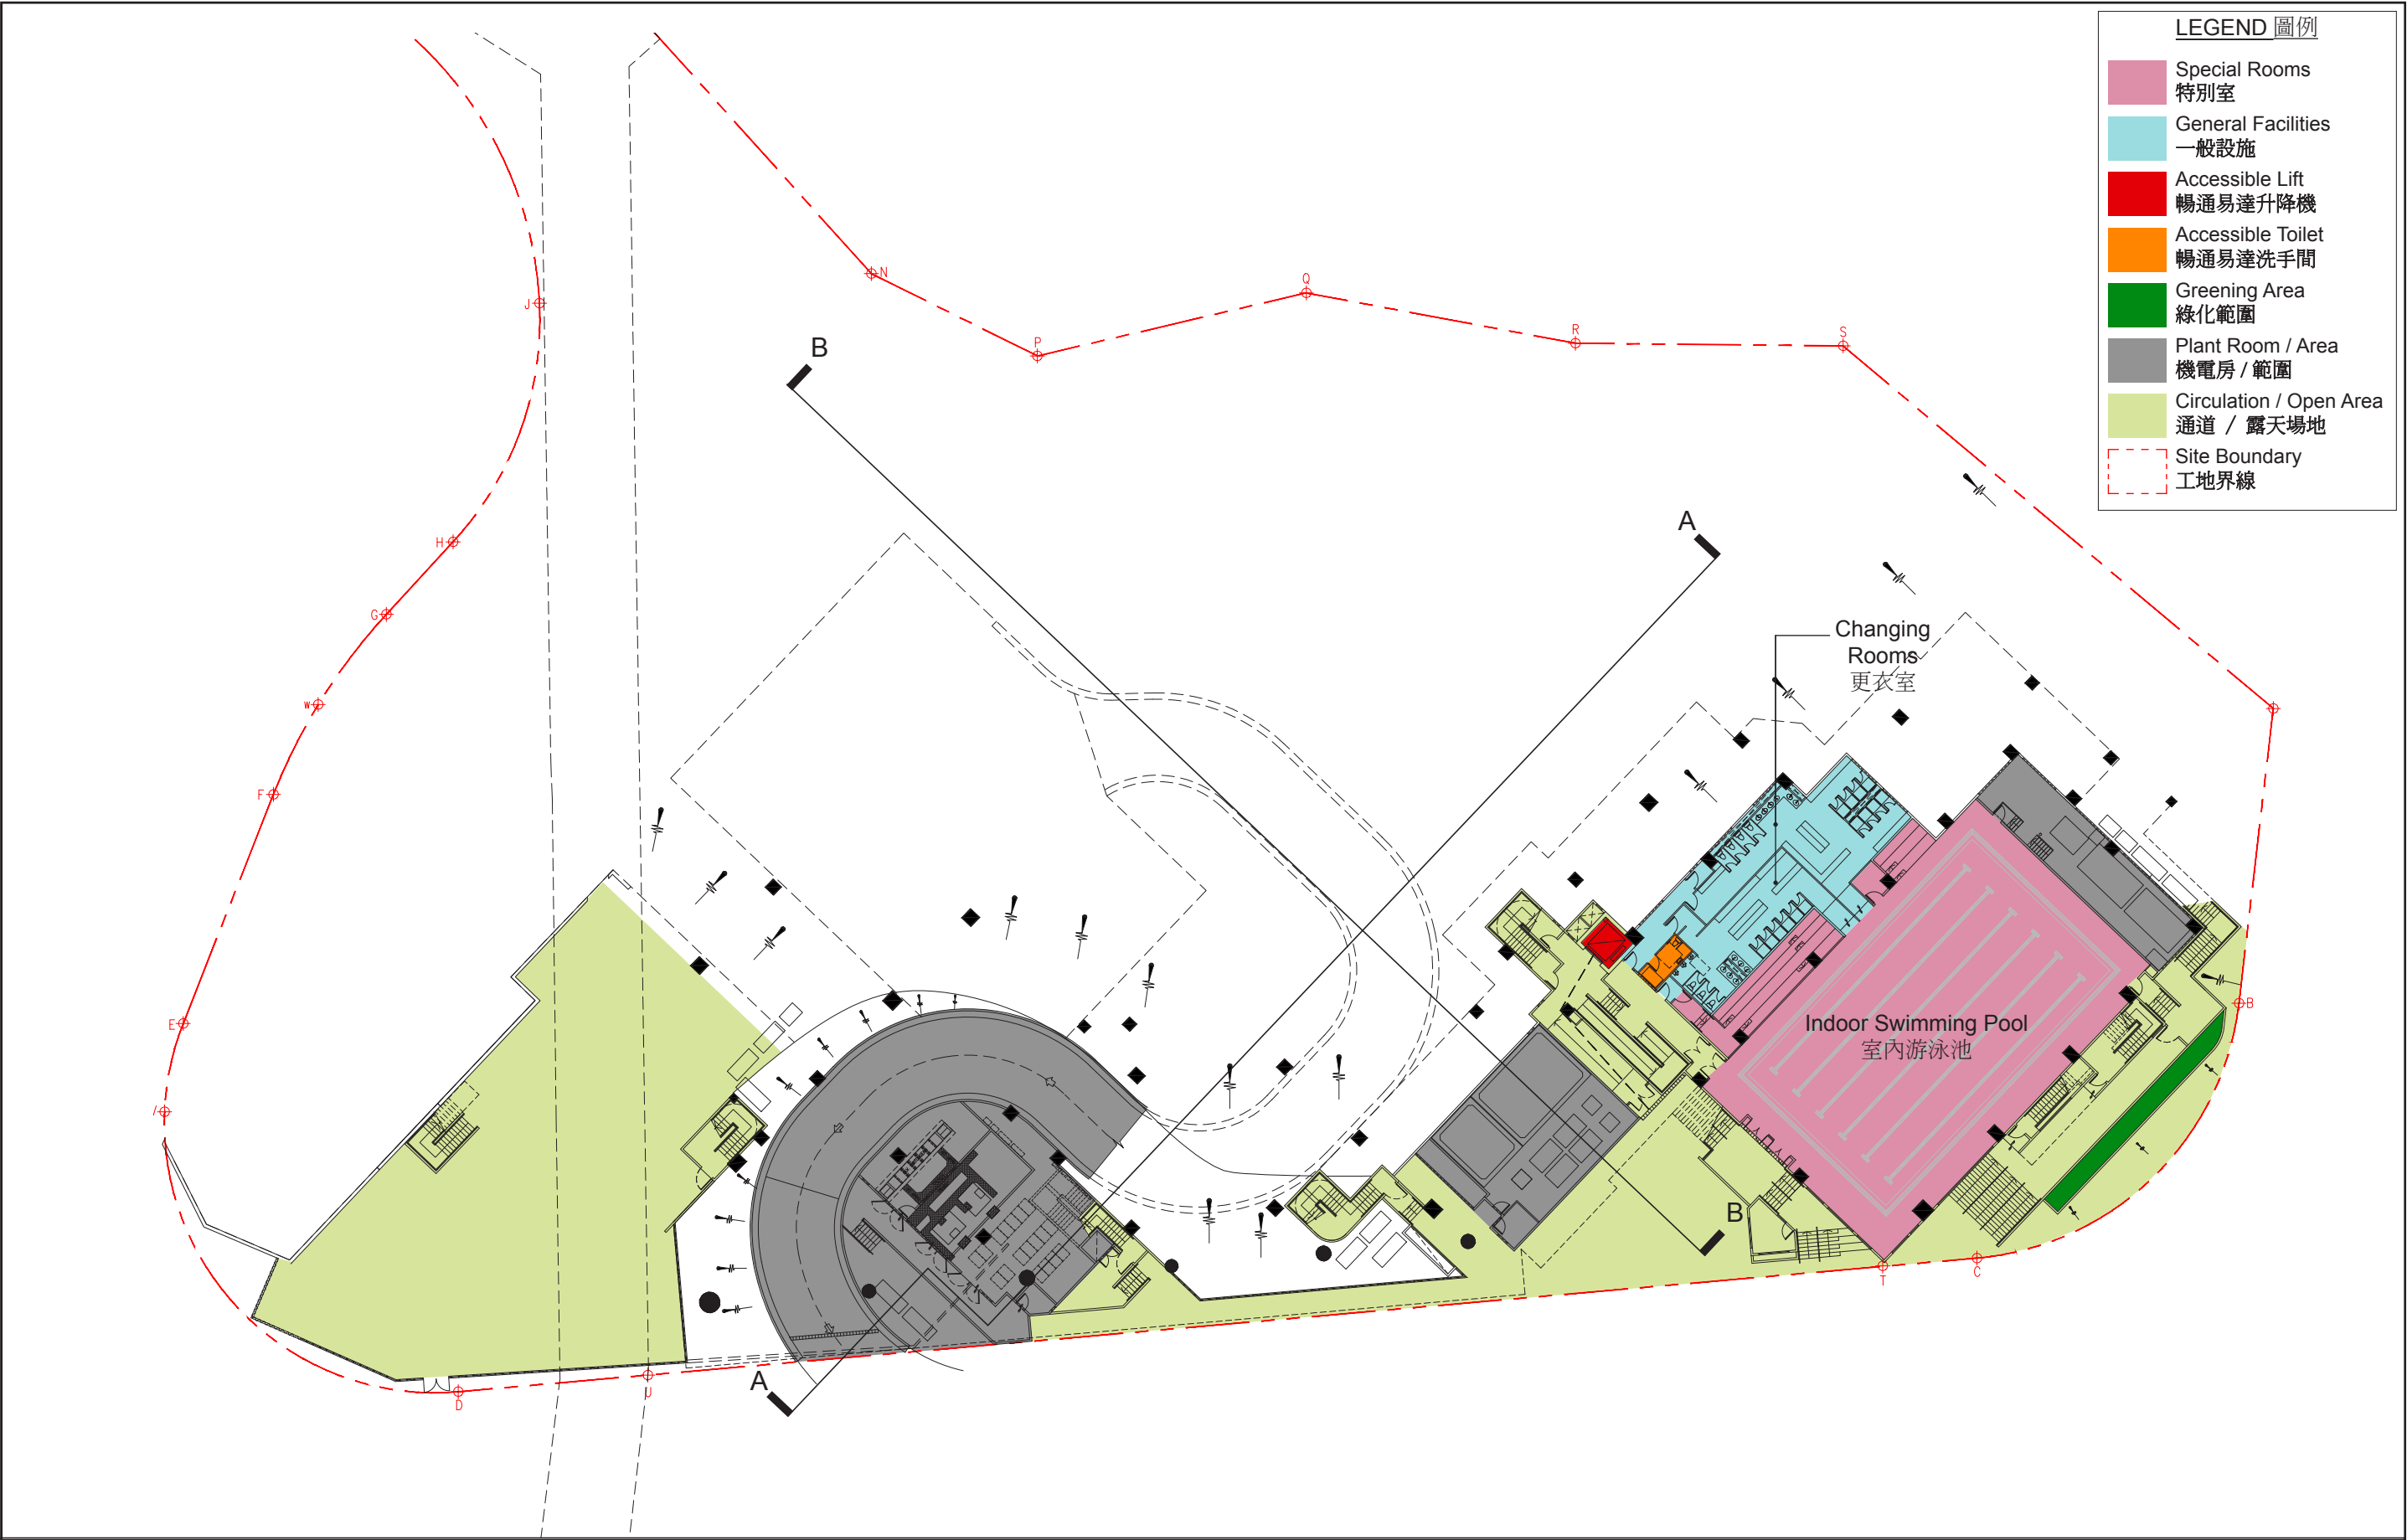 LEGEND 圖例
Special Rooms
特別室
General Facilities
一般設施
Accessible Lift
暢通易達升降機
Accessible Toilet
暢通易達洗手間
Greening Area
綠化範圍
Plant Room / Area
機電房 / 範圍
Circulation / Open Area
通道 / 露天場地
Site Boundary
工地界線
N
J
Q
P
R
S
B
A
H
G
W
F
E
Changing
Rooms
更衣室
Indoor Swimming Pool
室內游泳池
B
B
A
T
C
U
D